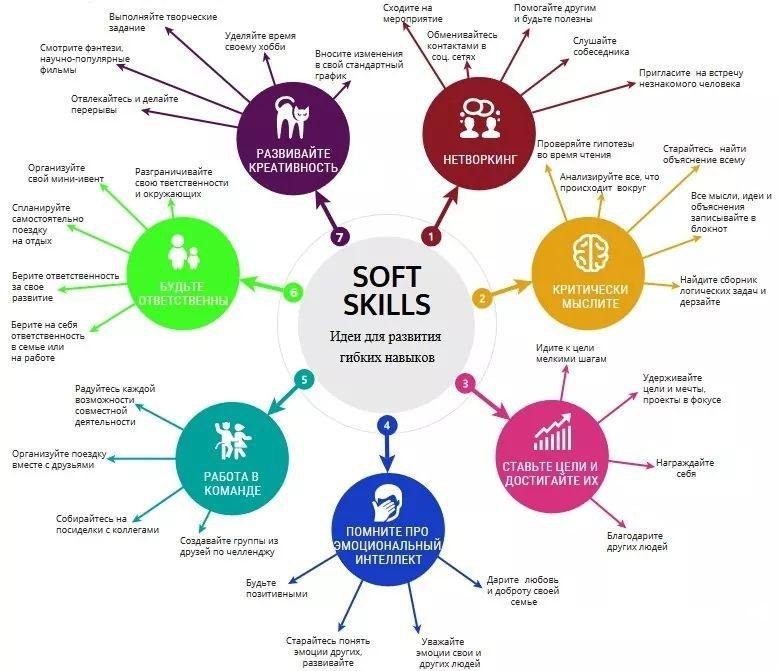 SOFT
SKILLS
Идеи для развития
гибких навыков
1
НЕТВОРКИНГ
Сходите на
мероприятие
Обменивайтесь
контактами в
соц. сетях
Помогайте другим
и будьте полезны
Слушайте
собеседника
Пригласите на встречу
незнакомого человека
2
КРИТИЧЕСКИ
МЫСЛИТЕ
Проверяйте гипотезы
во время чтения
Анализируйте все, что
происходит вокруг
Старайтесь найти
объяснение всему
Все мысли, идеи и
объяснения
записывайте в
блокнот
Найдите сборник
логических задач и
дерзайте
3
СТАВЬТЕ ЦЕЛИ И
ДОСТИГАЙТЕ ИХ
Идите к цели
мелкими шагам
Удерживайте
цели и мечты,
проекты в фокусе
Награждайте
себя
Благодарите
других людей
4
ПОМНИТЕ ПРО
ЭМОЦИОНАЛЬНЫЙ
ИНТЕЛЛЕКТ
Дарите любовь
и доброту своей
семье
Уважайте
эмоции свои и
других людей
Старайтесь понять
эмоции других,
развивайте
Будьте
позитивными
5
РАБОТА В
КОМАНДЕ
Радуйтесь каждой
возможности
совместной
деятельности
Организуйте поездку
вместе с друзьями
Собирайтесь на
посиделки с коллегами
Создавайте группы из
друзей по челленджу
6
БУДЬТЕ
ОТВЕТСТВЕННЫ
Организуйте
свой мини-ивент
Разграничивайте
свою тветственности
и окружающих
Спланируйте
самостоятельно
поездку
на отдых
Берите ответственность
за свое
развитие
Берите на себя
ответственность
в семье или
на работе
7
РАЗВИВАЙТЕ
КРЕАТИВНОСТЬ
Выполняйте творческие
задание
Уделяйте время
своему хобби
Смотрите фэнтези,
научно-популярные
фильмы
Вносите изменения
в свой стандартный
график
Отвлекайтесь и делайте
перерывы